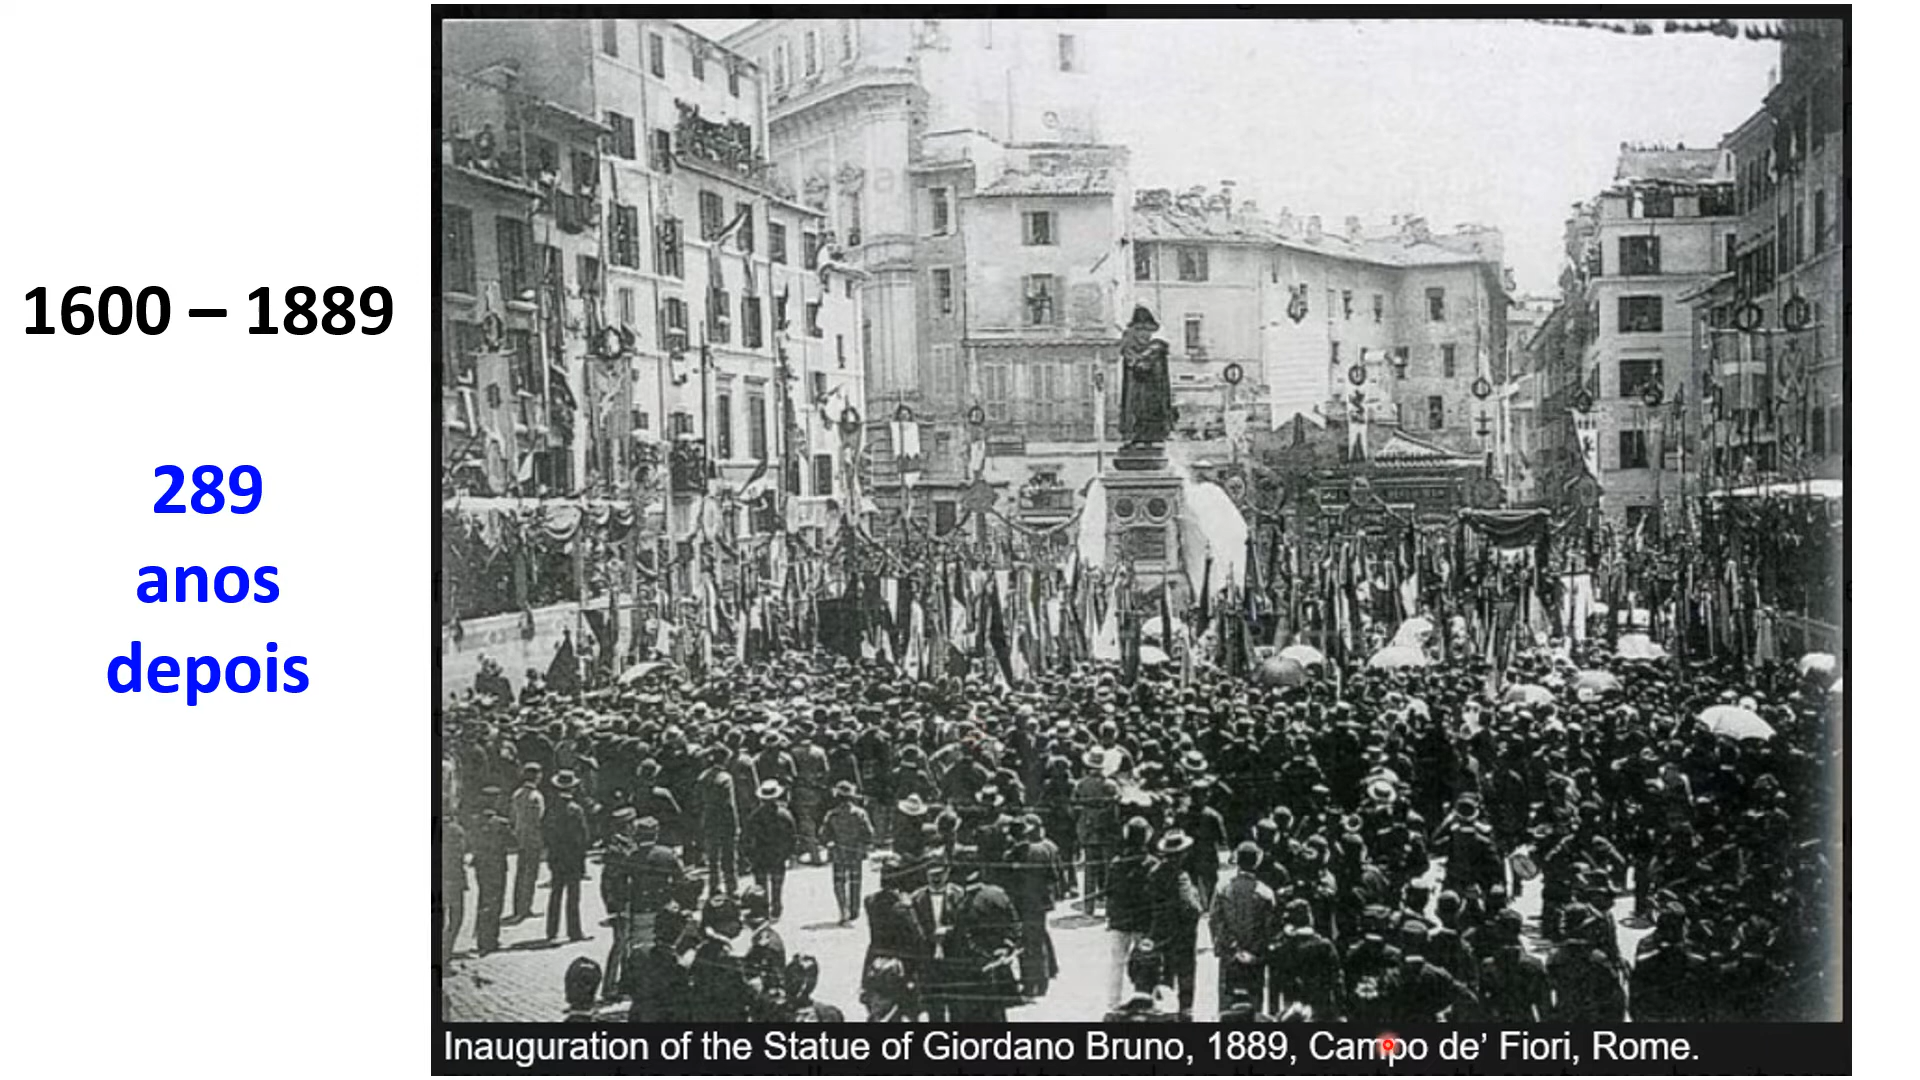 1600 – 1889
289
anos
depois
Inauguration of the Statue of Giordano Bruno, 1889, Campo de’ Fiori, Rome.